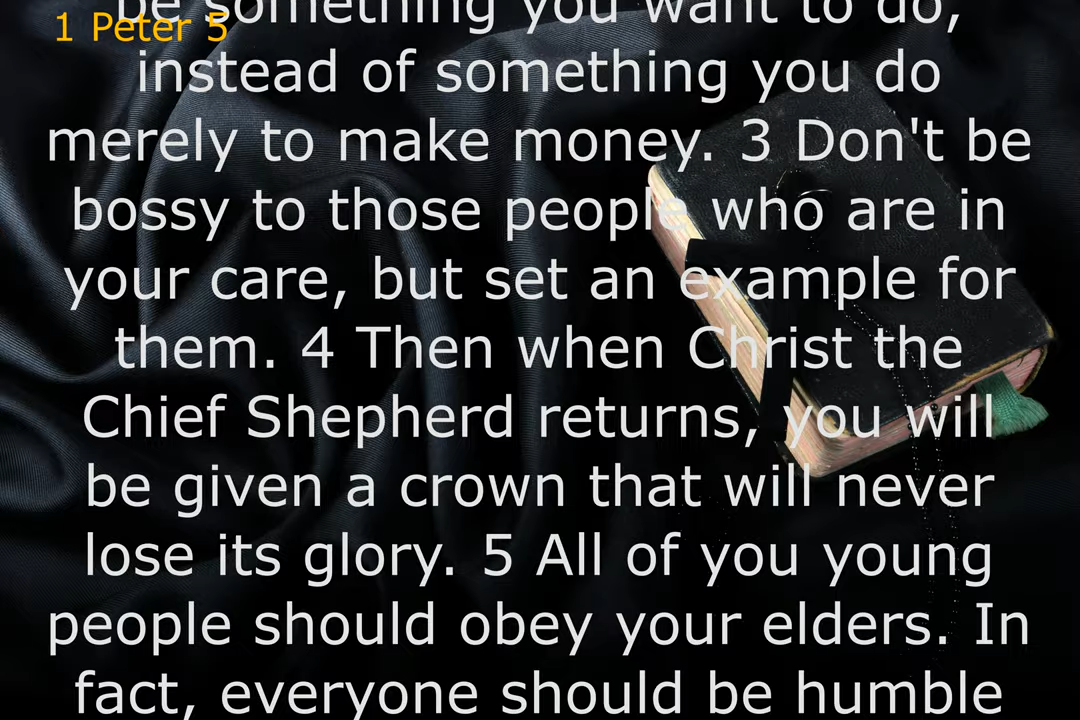 be something you want to do,
1 Peter 5
instead of something you do
merely to make money. 3 Don't be
bossy to those people who are in
your care, but set an example for
them. 4 Then when Christ the
Chief Shepherd returns, you will
be given a crown that will never
lose its glory. 5 All of you young
people should obey your elders. In
fact, everyone should be humble